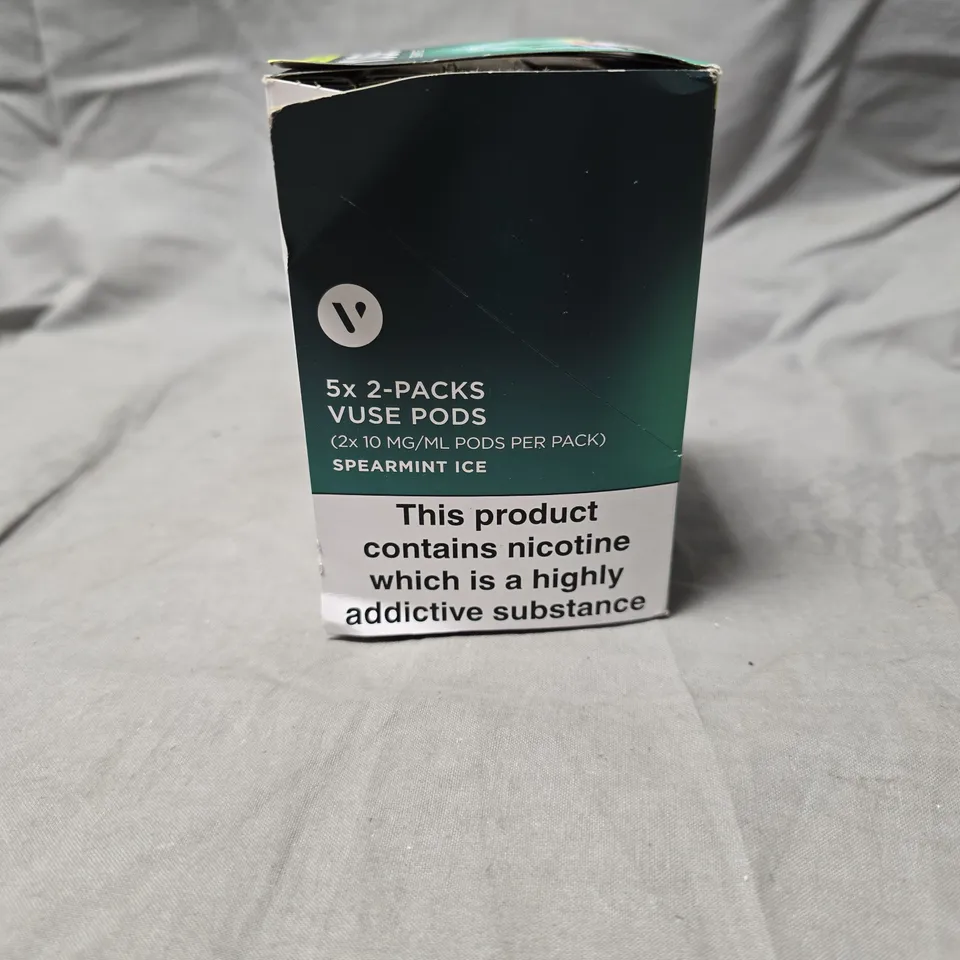 5x 2-PACKS
VUSE PODS
(2x 10 MG/ML PODS PER PACK)
SPEARMINT ICE
This product
contains nicotine
which is a highly
addictive substance